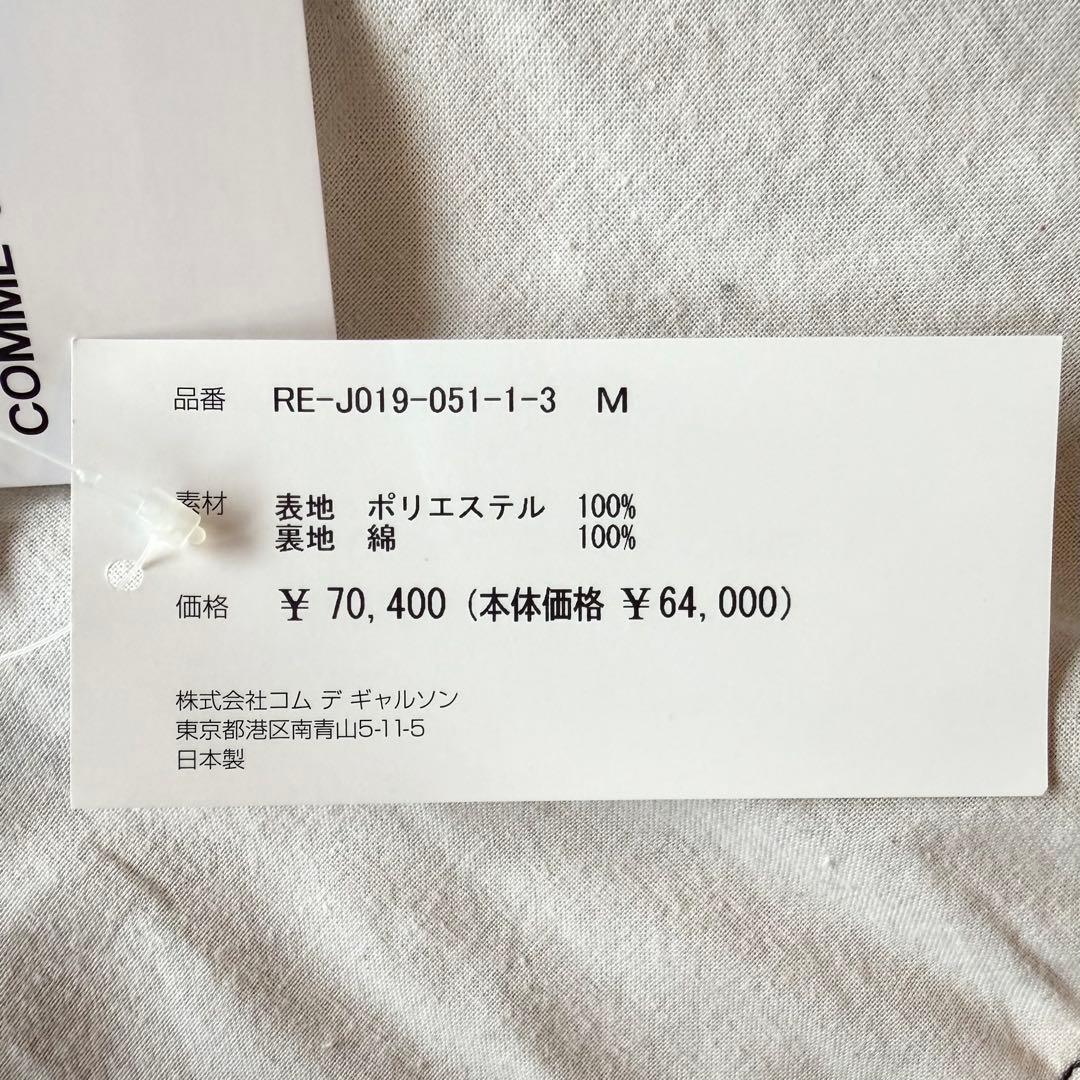 COMME
品番 RE-J019-051-1-3 M
素材 表地 ポリエステル 100%
裏地 綿 100%
価格 ¥ 70,400 (本体価格 ¥64,000)
株式会社コム デ ギャルソン
東京都港区南青山5-11-5
日本製